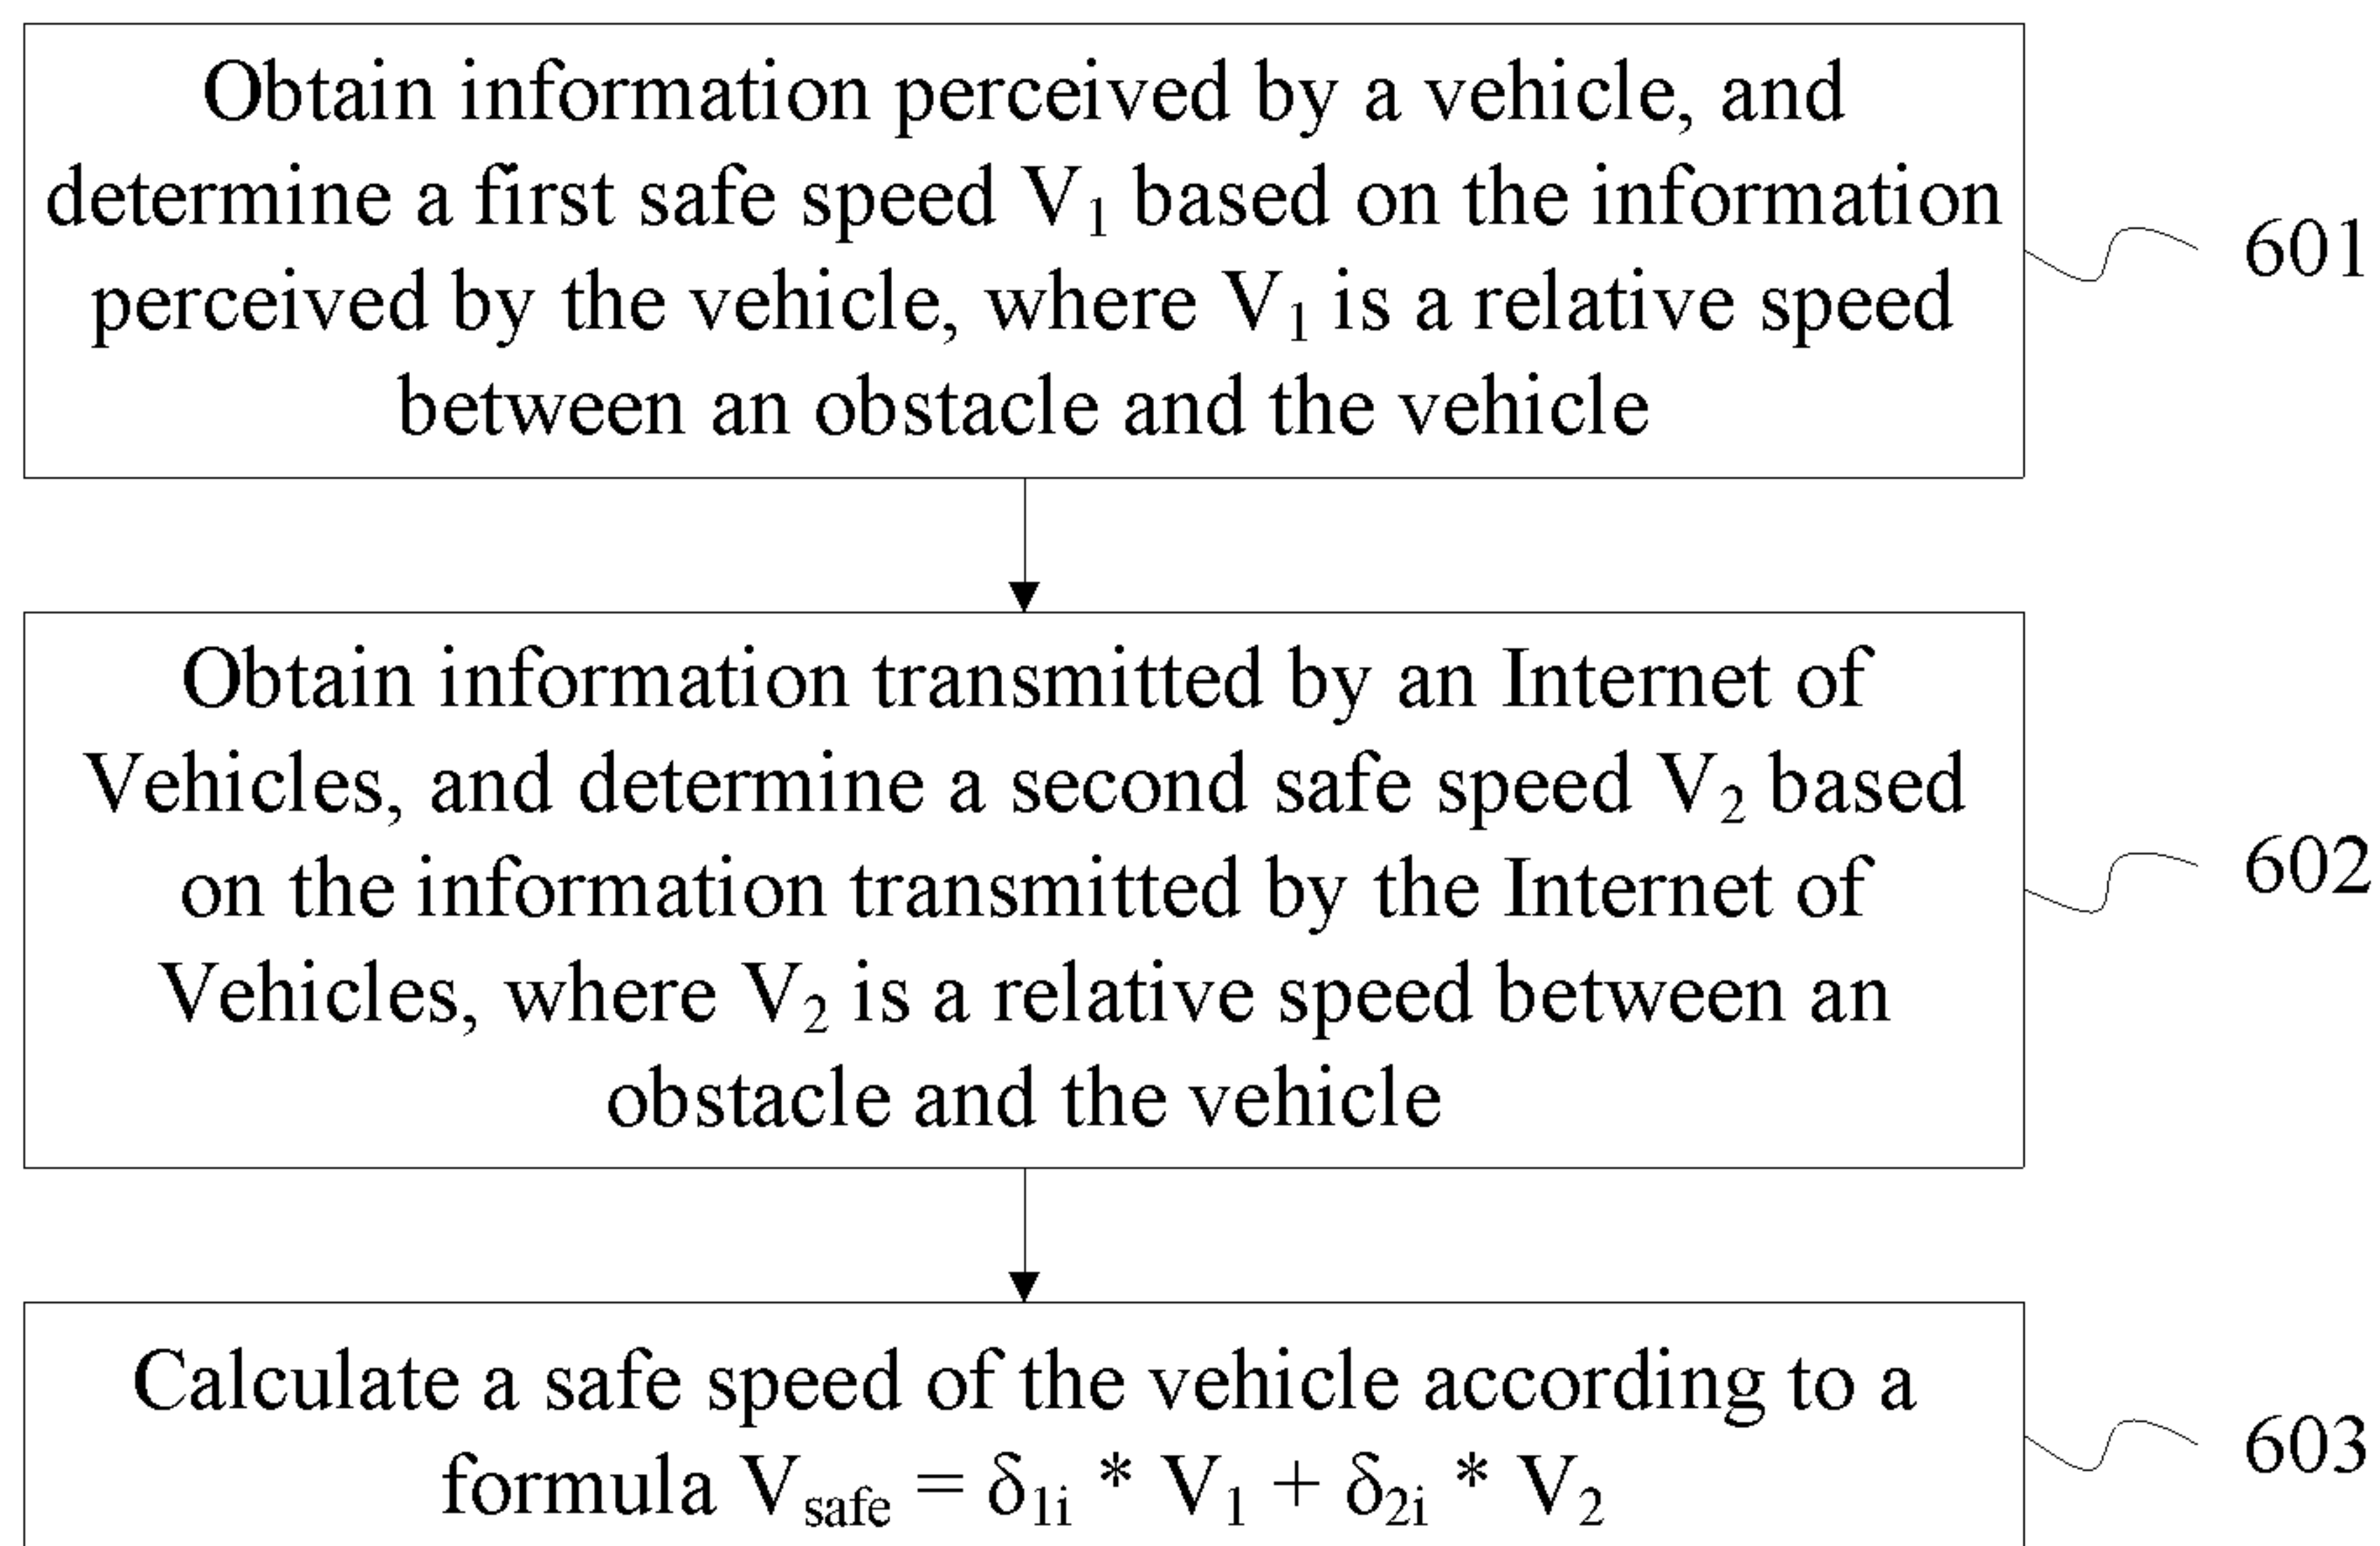 Obtain information perceived by a vehicle, and
determine a first safe speed V₁ based on the information
perceived by the vehicle, where V₁ is a relative speed
between an obstacle and the vehicle
601
Obtain information transmitted by an Internet of
Vehicles, and determine a second safe speed V₂ based
on the information transmitted by the Internet of
Vehicles, where V₂ is a relative speed between an
obstacle and the vehicle
602
Calculate a safe speed of the vehicle according to a
formula V_safe = δ₁ᵢ * V₁ + δ₂ᵢ * V₂
603